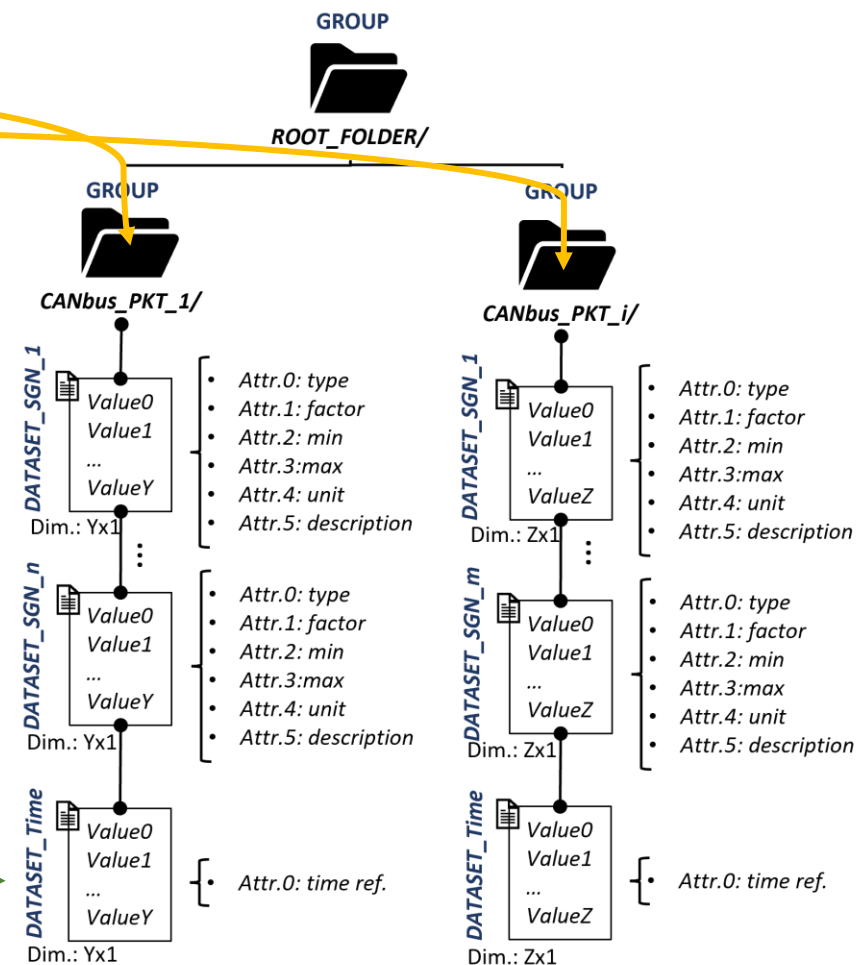 GROUP
ROOT_FOLDER/
GROUP
CANbus_PKT_1/
DATASET_SGN_1
Value0
Value1
...
ValueY
Dim.: Yx1
• Attr.0: type
• Attr.1: factor
• Attr.2: min
• Attr.3:max
• Attr.4: unit
• Attr.5: description
DATASET_SGN_n
Value0
Value1
...
ValueY
Dim.: Yx1
• Attr.0: type
• Attr.1: factor
• Attr.2: min
• Attr.3:max
• Attr.4: unit
• Attr.5: description
DATASET_Time
Value0
Value1
...
ValueY
Dim.: Yx1
• Attr.0: time ref.
GROUP
CANbus_PKT_i/
DATASET_SGN_1
Value0
Value1
...
ValueZ
Dim.: Zx1
• Attr.0: type
• Attr.1: factor
• Attr.2: min
• Attr.3:max
• Attr.4: unit
• Attr.5: description
DATASET_SGN_m
Value0
Value1
...
ValueZ
Dim.: Zx1
• Attr.0: type
• Attr.1: factor
• Attr.2: min
• Attr.3:max
• Attr.4: unit
• Attr.5: description
DATASET_Time
Value0
Value1
...
ValueZ
Dim.: Zx1
• Attr.0: time ref.